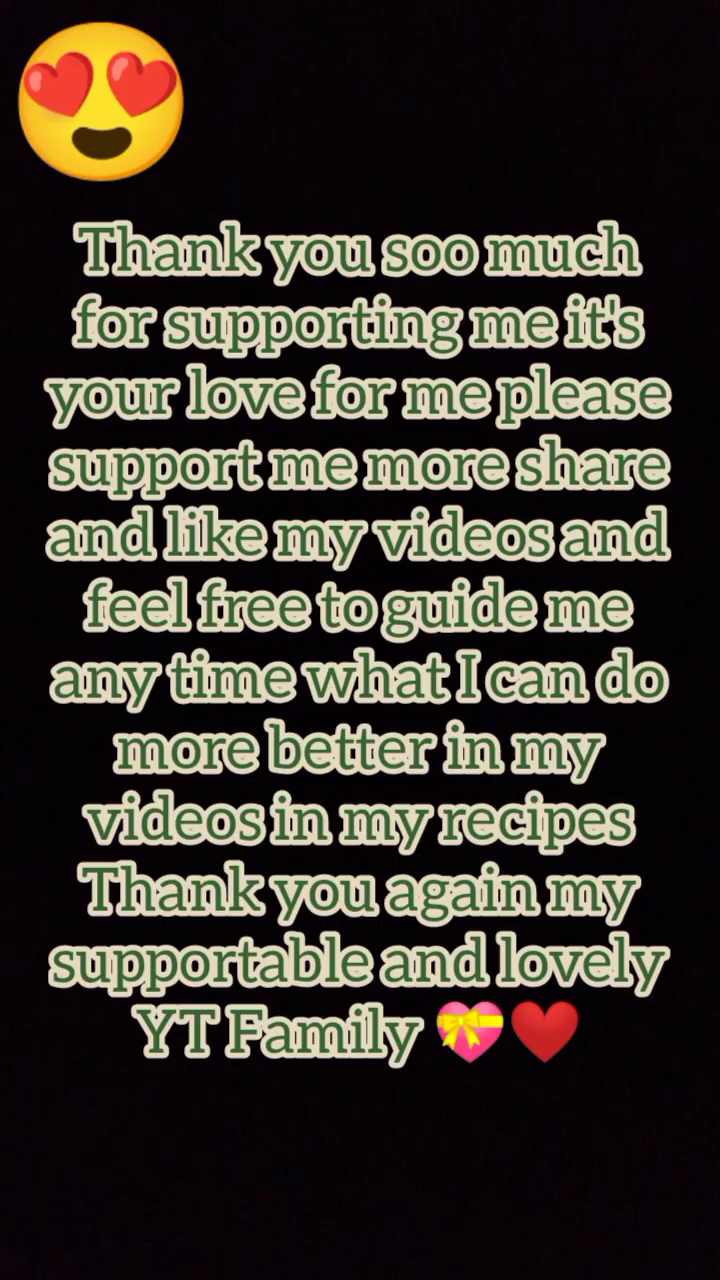 Thank you soo much
for supporting me it's
your love for me please
support me more share
and like my videos and
feel free to guide me
any time what I can do
more better in my
videos in my recipes
Thank you again my
supportable and lovely
YT Family 💝❤️